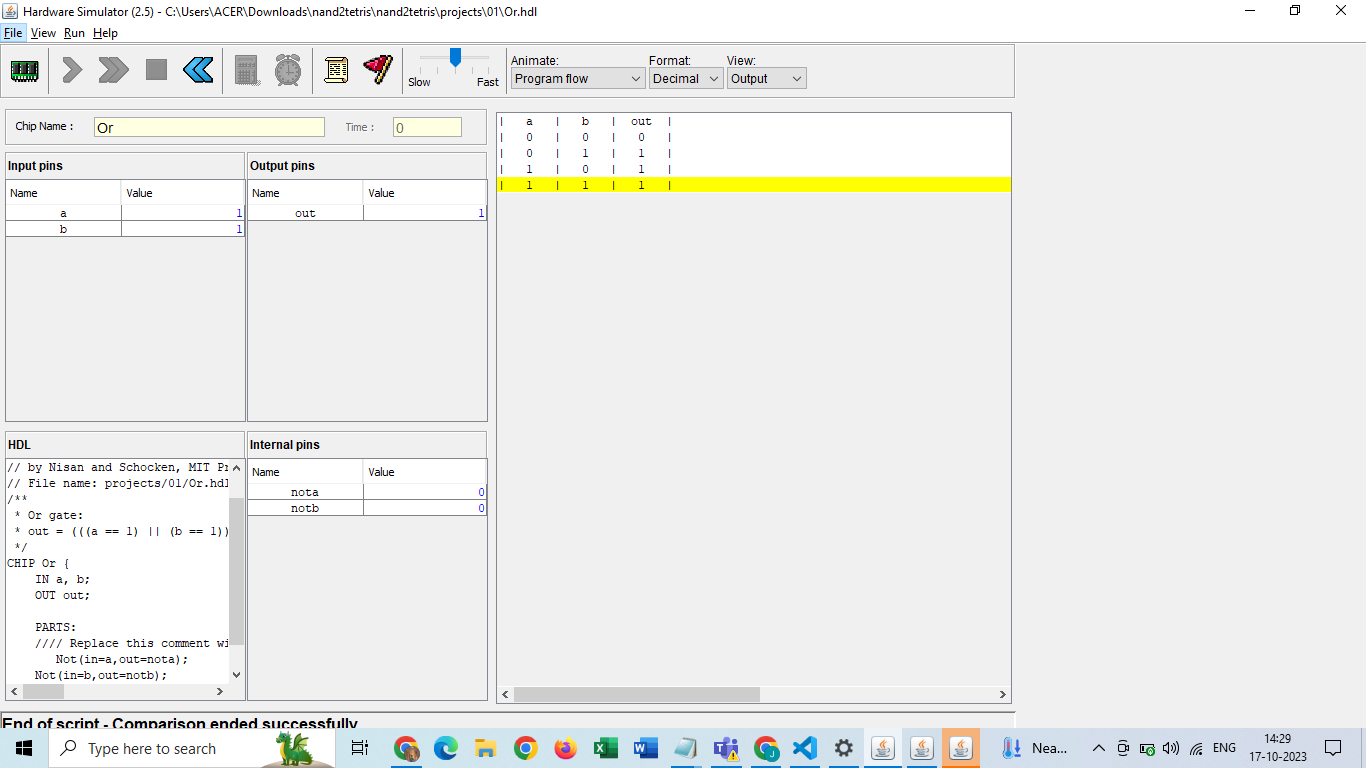 Hardware Simulator (2.5) - C:\Users\ACER\Downloads\nand2tetris\nand2tetris\projects\01\Or.hdl
File View Run Help
Slow Fast
Animate: Format: View:
Program flow Decimal Output
Chip Name : Or Time : 0
Input pins
Name Value
a 1
b 1
Output pins
Name Value
out 1
| a | b | out |
| 0 | 0 | 0 |
| 0 | 1 | 1 |
| 1 | 0 | 1 |
| 1 | 1 | 1 |
HDL
// by Nisan and Schocken, MIT Pr
// File name: projects/01/Or.hdl
/**
* Or gate:
* out = (((a == 1) || (b == 1))
*/
CHIP Or {
IN a, b;
OUT out;
PARTS:
//// Replace this comment wi
Not(in=a,out=nota);
Not(in=b,out=notb);
Internal pins
Name Value
nota 0
notb 0
End of script - Comparison ended successfully
Type here to search
Nea...
ENG
14:29
17-10-2023